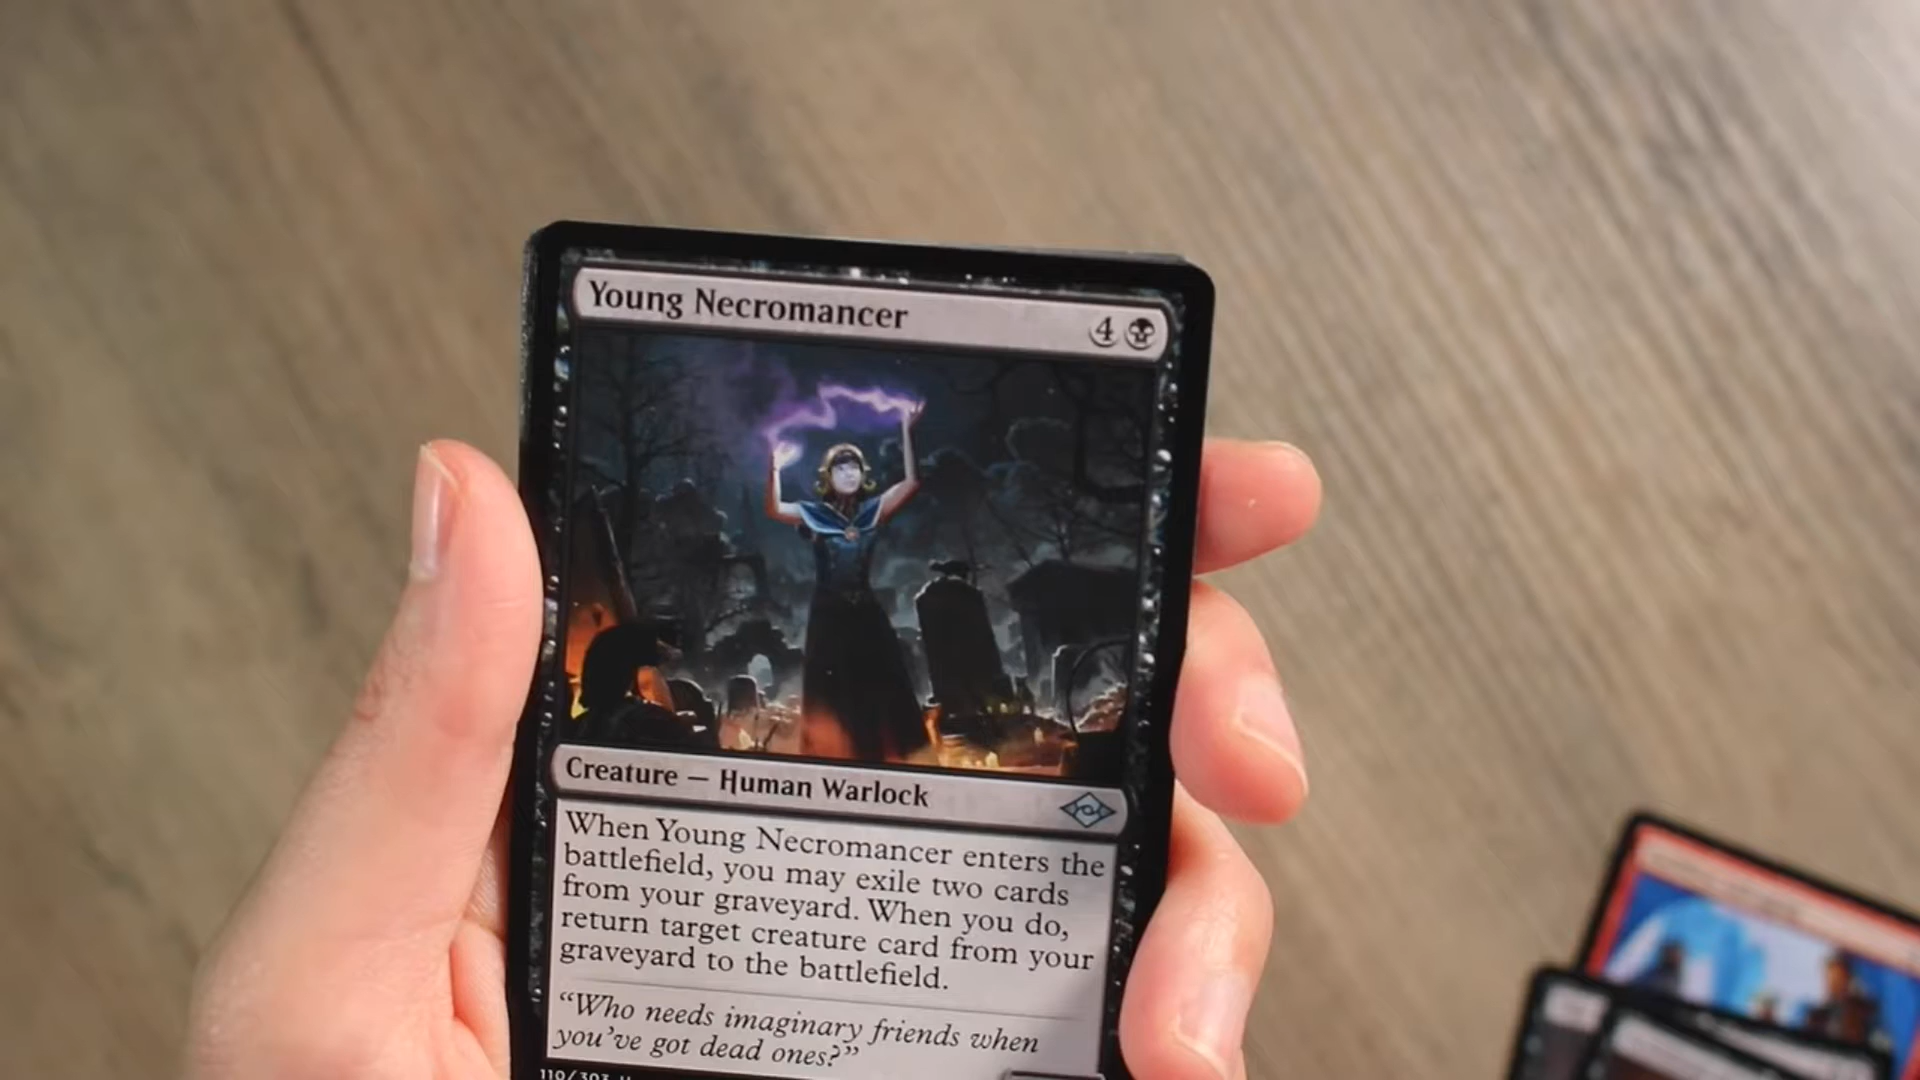 Young Necromancer
4
Creature — Human Warlock
When Young Necromancer enters the
battlefield, you may exile two cards
from your graveyard. When you do,
return target creature card from your
graveyard to the battlefield.
“Who needs imaginary friends when
you’ve got dead ones?”
110/303 U